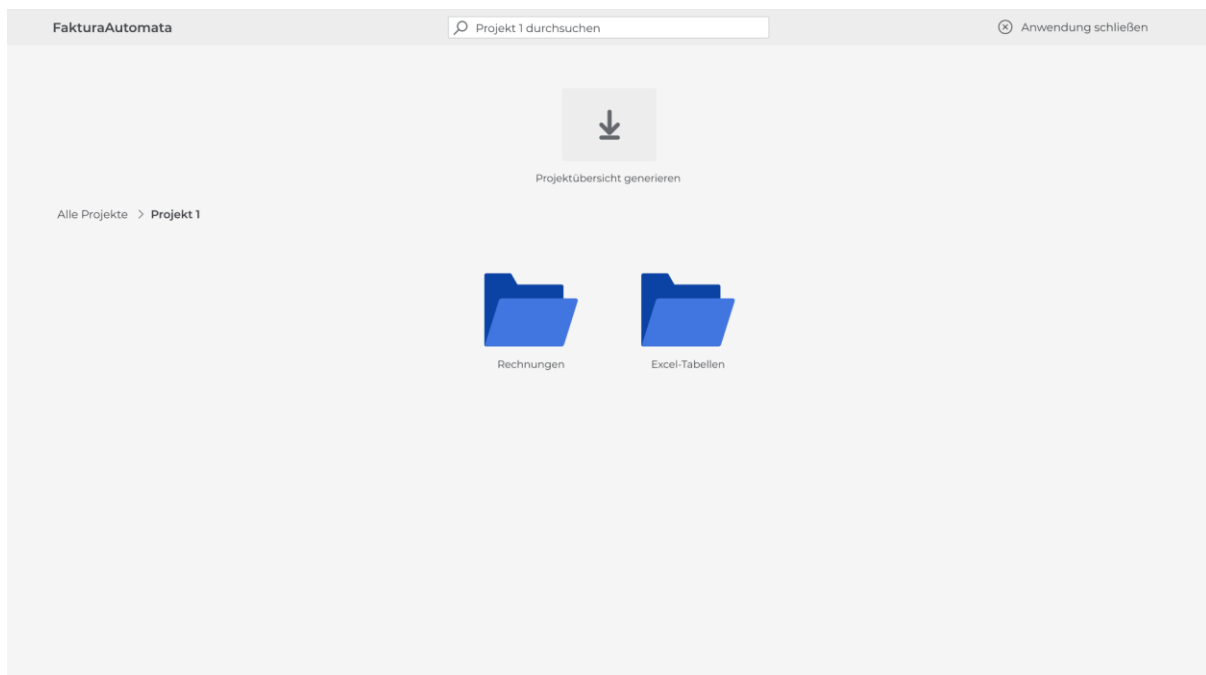 FakturaAutomata
Projekt 1 durchsuchen
Anwendung schließen
Projektübersicht generieren
Alle Projekte > Projekt 1
Rechnungen
Excel-Tabellen